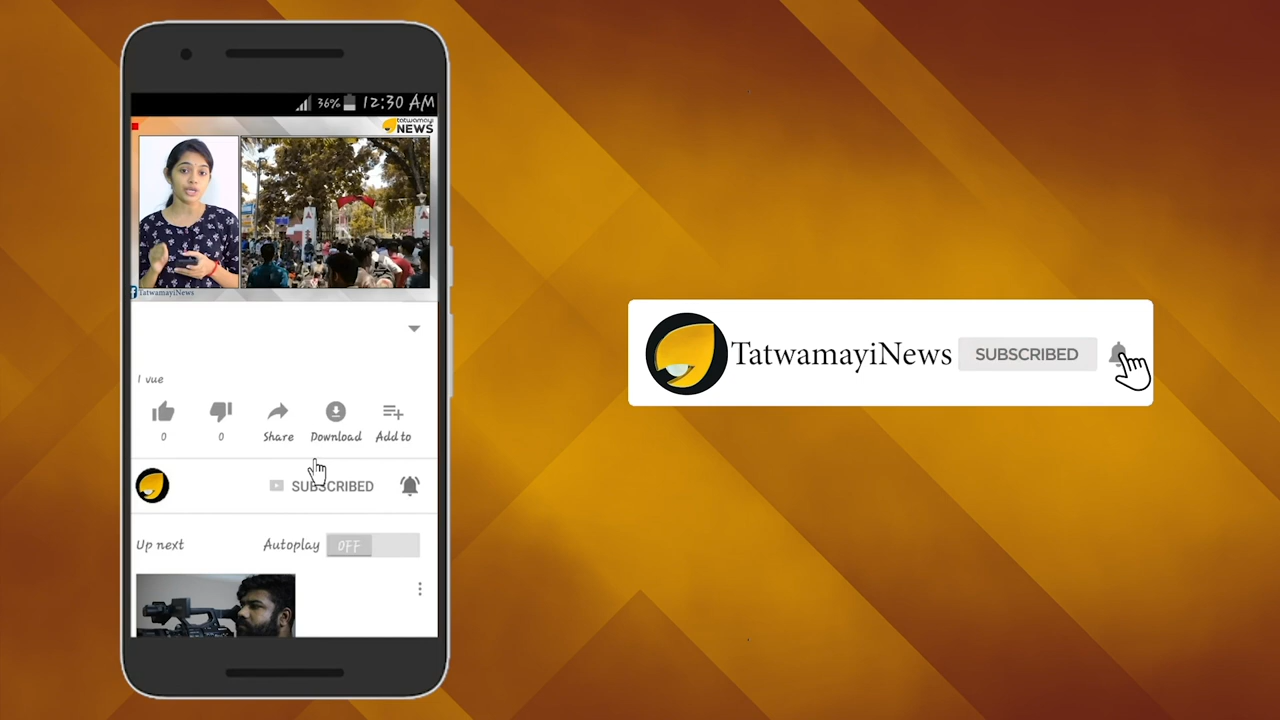 36% 12:30 AM
tatwamayi
NEWS
TatwamayiNews
1 vue
0 0 Share Download Add to
SUBSCRIBED
Up next Autoplay OFF
TatwamayiNews SUBSCRIBED